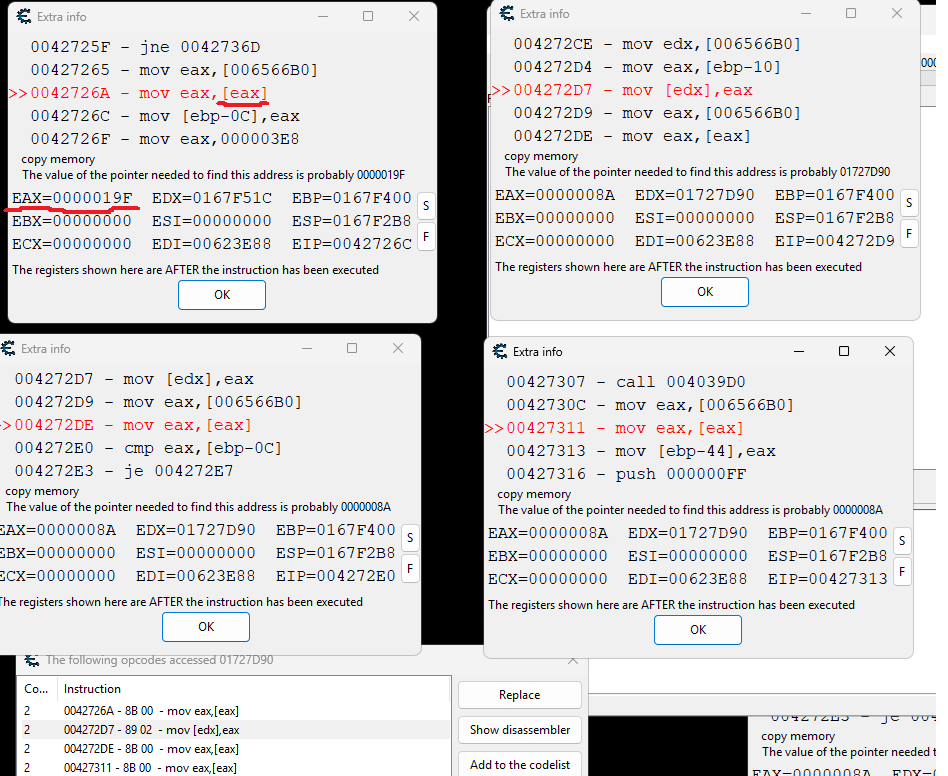 Extra info
0042725F - jne 0042736D
00427265 - mov eax,[006566B0]
>>0042726A - mov eax,[eax]
0042726C - mov [ebp-0C],eax
0042726F - mov eax,000003E8
copy memory
The value of the pointer needed to find this address is probably 0000019F
EAX=0000019F EDX=0167F51C EBP=0167F400
S
EBX=00000000 ESI=00000000 ESP=0167F2B8
ECX=00000000 EDI=00623E88 EIP=0042726C
F
The registers shown here are AFTER the instruction has been executed
OK
Extra info
004272CE - mov edx,[006566B0]
004272D4 - mov eax,[ebp-10]
>>004272D7 - mov [edx],eax
004272D9 - mov eax,[006566B0]
004272DE - mov eax,[eax]
copy memory
The value of the pointer needed to find this address is probably 01727D90
EAX=0000008A EDX=01727D90 EBP=0167F400
S
EBX=00000000 ESI=00000000 ESP=0167F2B8
ECX=00000000 EDI=00623E88 EIP=004272D9
F
The registers shown here are AFTER the instruction has been executed
OK
Extra info
004272D7 - mov [edx],eax
004272D9 - mov eax,[006566B0]
>004272DE - mov eax,[eax]
004272E0 - cmp eax,[ebp-0C]
004272E3 - je 004272E7
copy memory
The value of the pointer needed to find this address is probably 0000008A
EAX=0000008A EDX=01727D90 EBP=0167F400
S
EBX=00000000 ESI=00000000 ESP=0167F2B8
ECX=00000000 EDI=00623E88 EIP=004272E0
F
The registers shown here are AFTER the instruction has been executed
OK
Extra info
00427307 - call 004039D0
0042730C - mov eax,[006566B0]
>>00427311 - mov eax,[eax]
00427313 - mov [ebp-44],eax
00427316 - push 000000FF
copy memory
The value of the pointer needed to find this address is probably 0000008A
EAX=0000008A EDX=01727D90 EBP=0167F400
S
EBX=00000000 ESI=00000000 ESP=0167F2B8
ECX=00000000 EDI=00623E88 EIP=00427313
F
The registers shown here are AFTER the instruction has been executed
OK
The following opcodes accessed 01727D90
Co... Instruction
2 0042726A - 8B 00 - mov eax,[eax]
2 004272D7 - 89 02 - mov [edx],eax
2 004272DE - 8B 00 - mov eax,[eax]
2 00427311 - 8B 00 - mov eax,[eax]
Replace
Show disassembler
Add to the codelist
copy memory
The value of the pointer needed